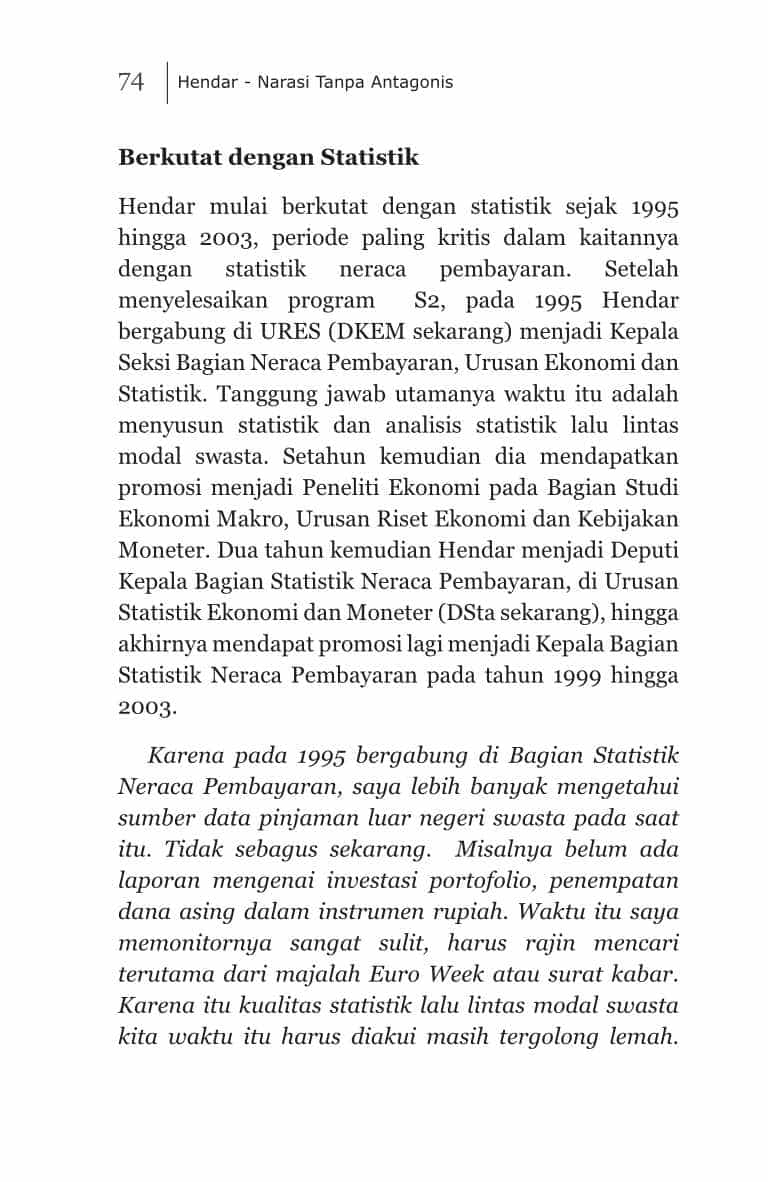 74 Hendar - Narasi Tanpa Antagonis
Berkutat dengan Statistik
Hendar mulai berkutat dengan statistik sejak 1995
hingga 2003, periode paling kritis dalam kaitannya
dengan statistik neraca pembayaran. Setelah
menyelesaikan program S2, pada 1995 Hendar
bergabung di URES (DKEM sekarang) menjadi Kepala
Seksi Bagian Neraca Pembayaran, Urusan Ekonomi dan
Statistik. Tanggung jawab utamanya waktu itu adalah
menyusun statistik dan analisis statistik lalu lintas
modal swasta. Setahun kemudian dia mendapatkan
promosi menjadi Peneliti Ekonomi pada Bagian Studi
Ekonomi Makro, Urusan Riset Ekonomi dan Kebijakan
Moneter. Dua tahun kemudian Hendar menjadi Deputi
Kepala Bagian Statistik Neraca Pembayaran, di Urusan
Statistik Ekonomi dan Moneter (DSta sekarang), hingga
akhirnya mendapat promosi lagi menjadi Kepala Bagian
Statistik Neraca Pembayaran pada tahun 1999 hingga
2003.
Karena pada 1995 bergabung di Bagian Statistik
Neraca Pembayaran, saya lebih banyak mengetahui
sumber data pinjaman luar negeri swasta pada saat
itu. Tidak sebagus sekarang. Misalnya belum ada
laporan mengenai investasi portofolio, penempatan
dana asing dalam instrumen rupiah. Waktu itu saya
memonitornya sangat sulit, harus rajin mencari
terutama dari majalah Euro Week atau surat kabar.
Karena itu kualitas statistik lalu lintas modal swasta
kita waktu itu harus diakui masih tergolong lemah.